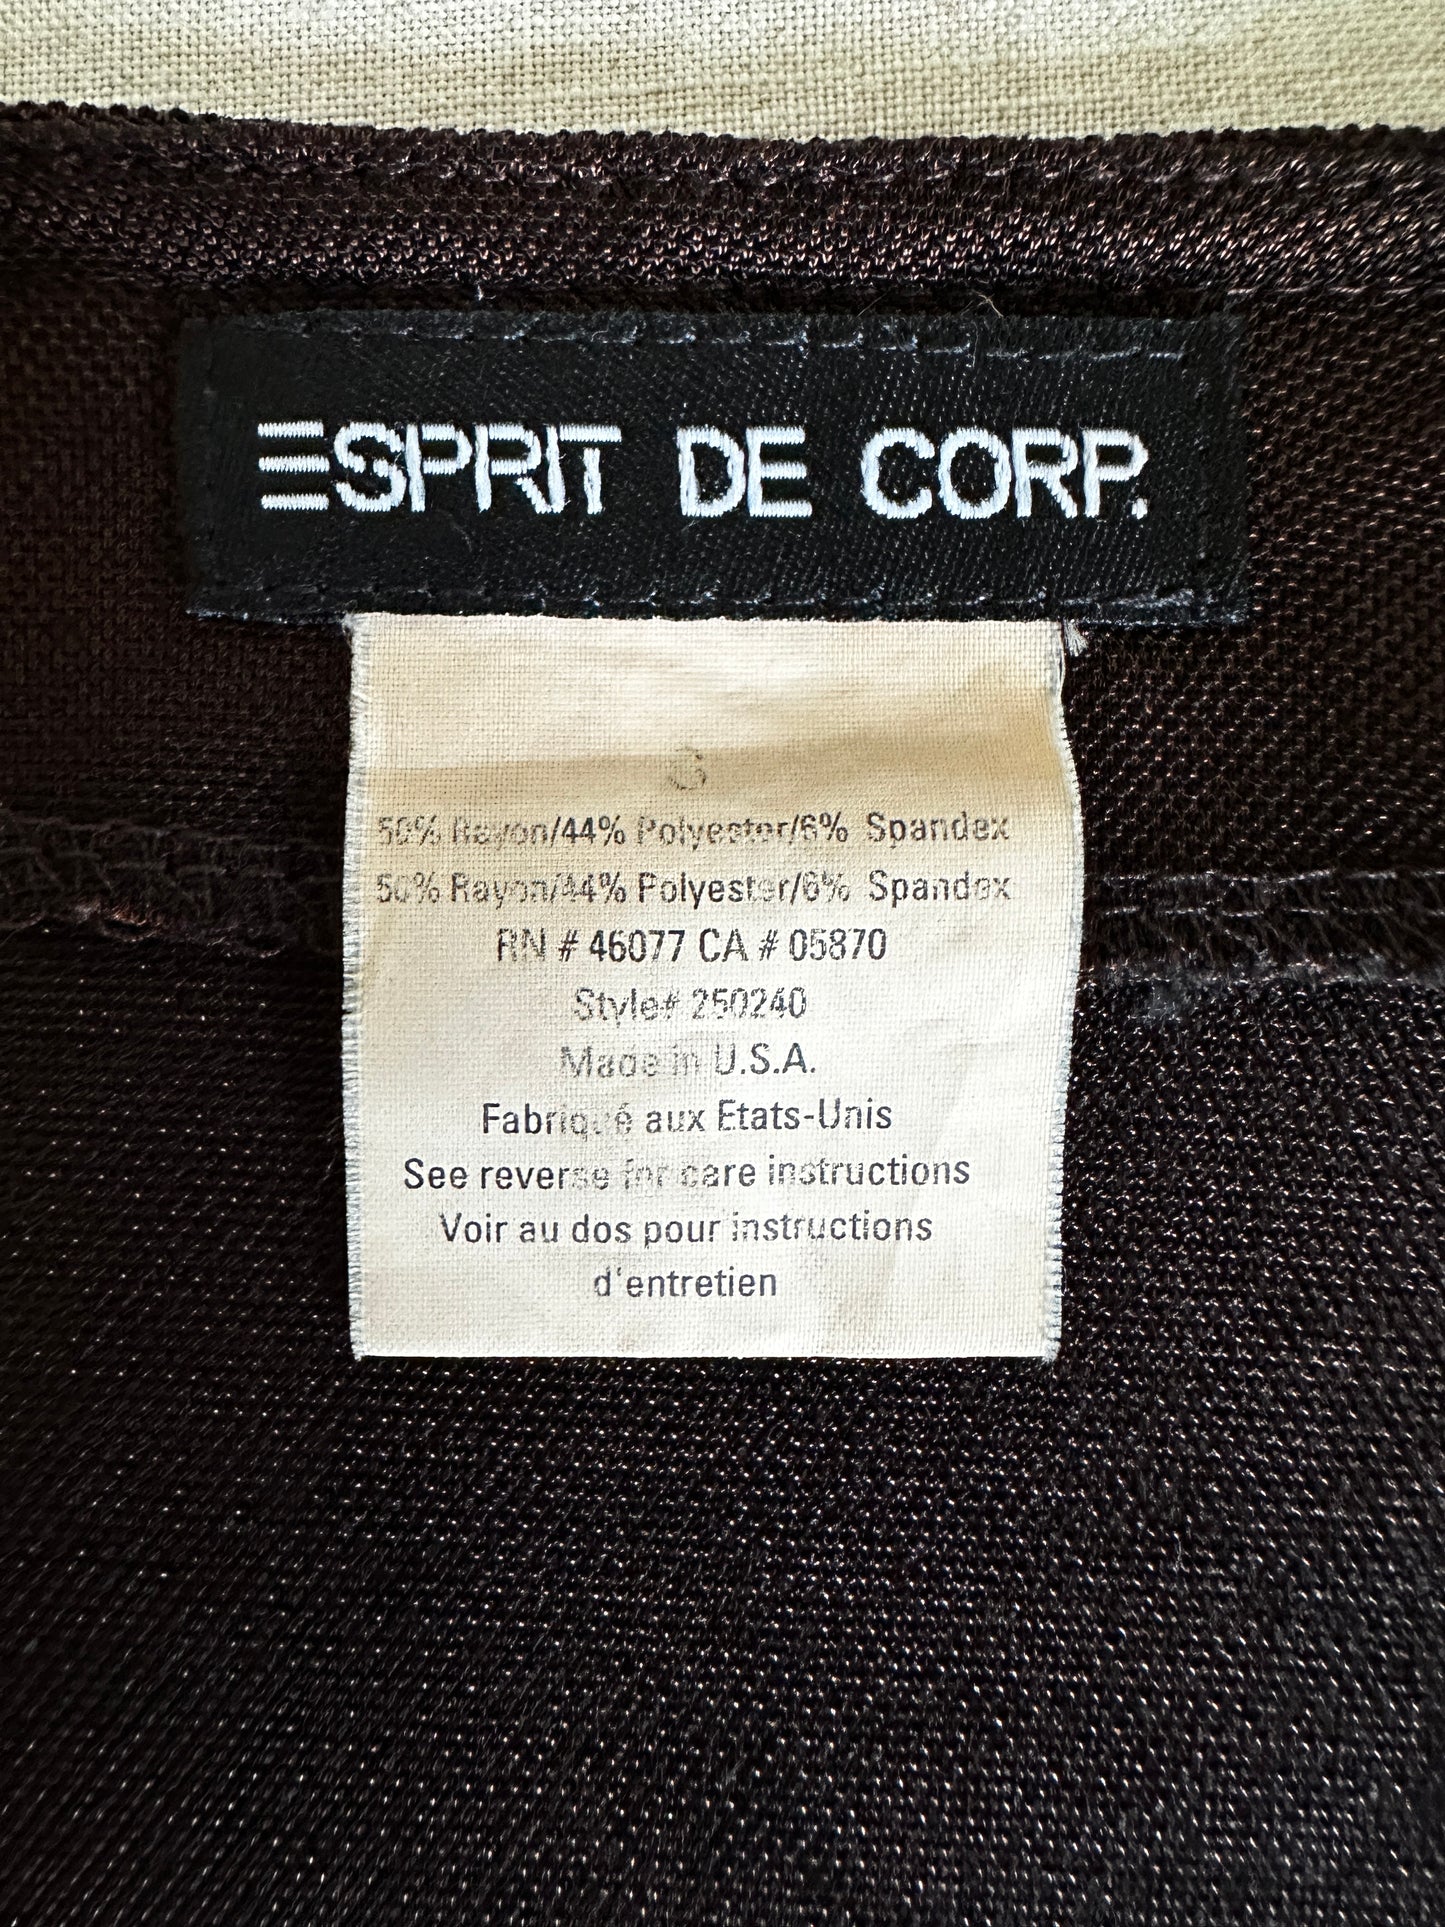 ESPRIT DE CORP.
50% Rayon/44% Polyester/6% Spandex
50% Rayon/44% Polyester/6% Spandex
RN # 46077 CA # 05870
Style# 250240
Made in U.S.A.
Fabriqué aux Etats-Unis
See reverse for care instructions
Voir au dos pour instructions
d'entretien